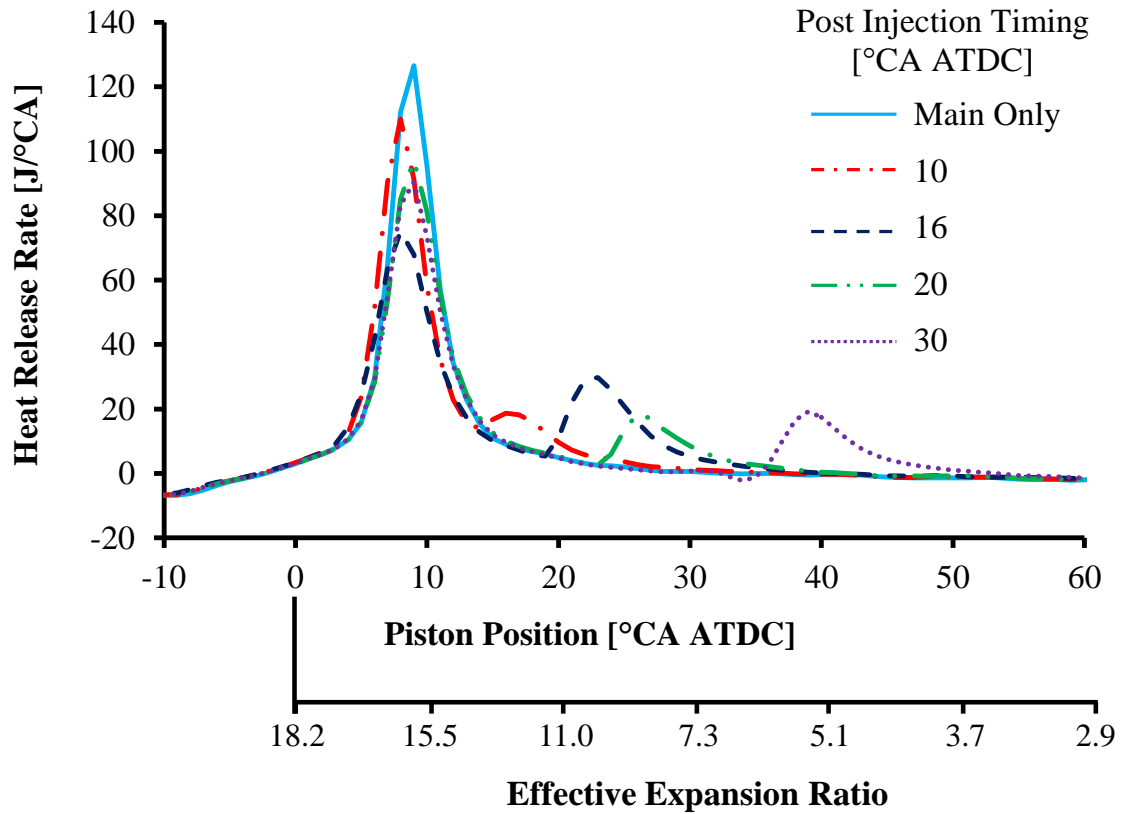 Post Injection Timing
[°CA ATDC]
Main Only
10
16
20
30
Heat Release Rate [J/°CA]
140
120
100
80
60
40
20
0
-20
-10 0 10 20 30 40 50 60
Piston Position [°CA ATDC]
18.2 15.5 11.0 7.3 5.1 3.7 2.9
Effective Expansion Ratio